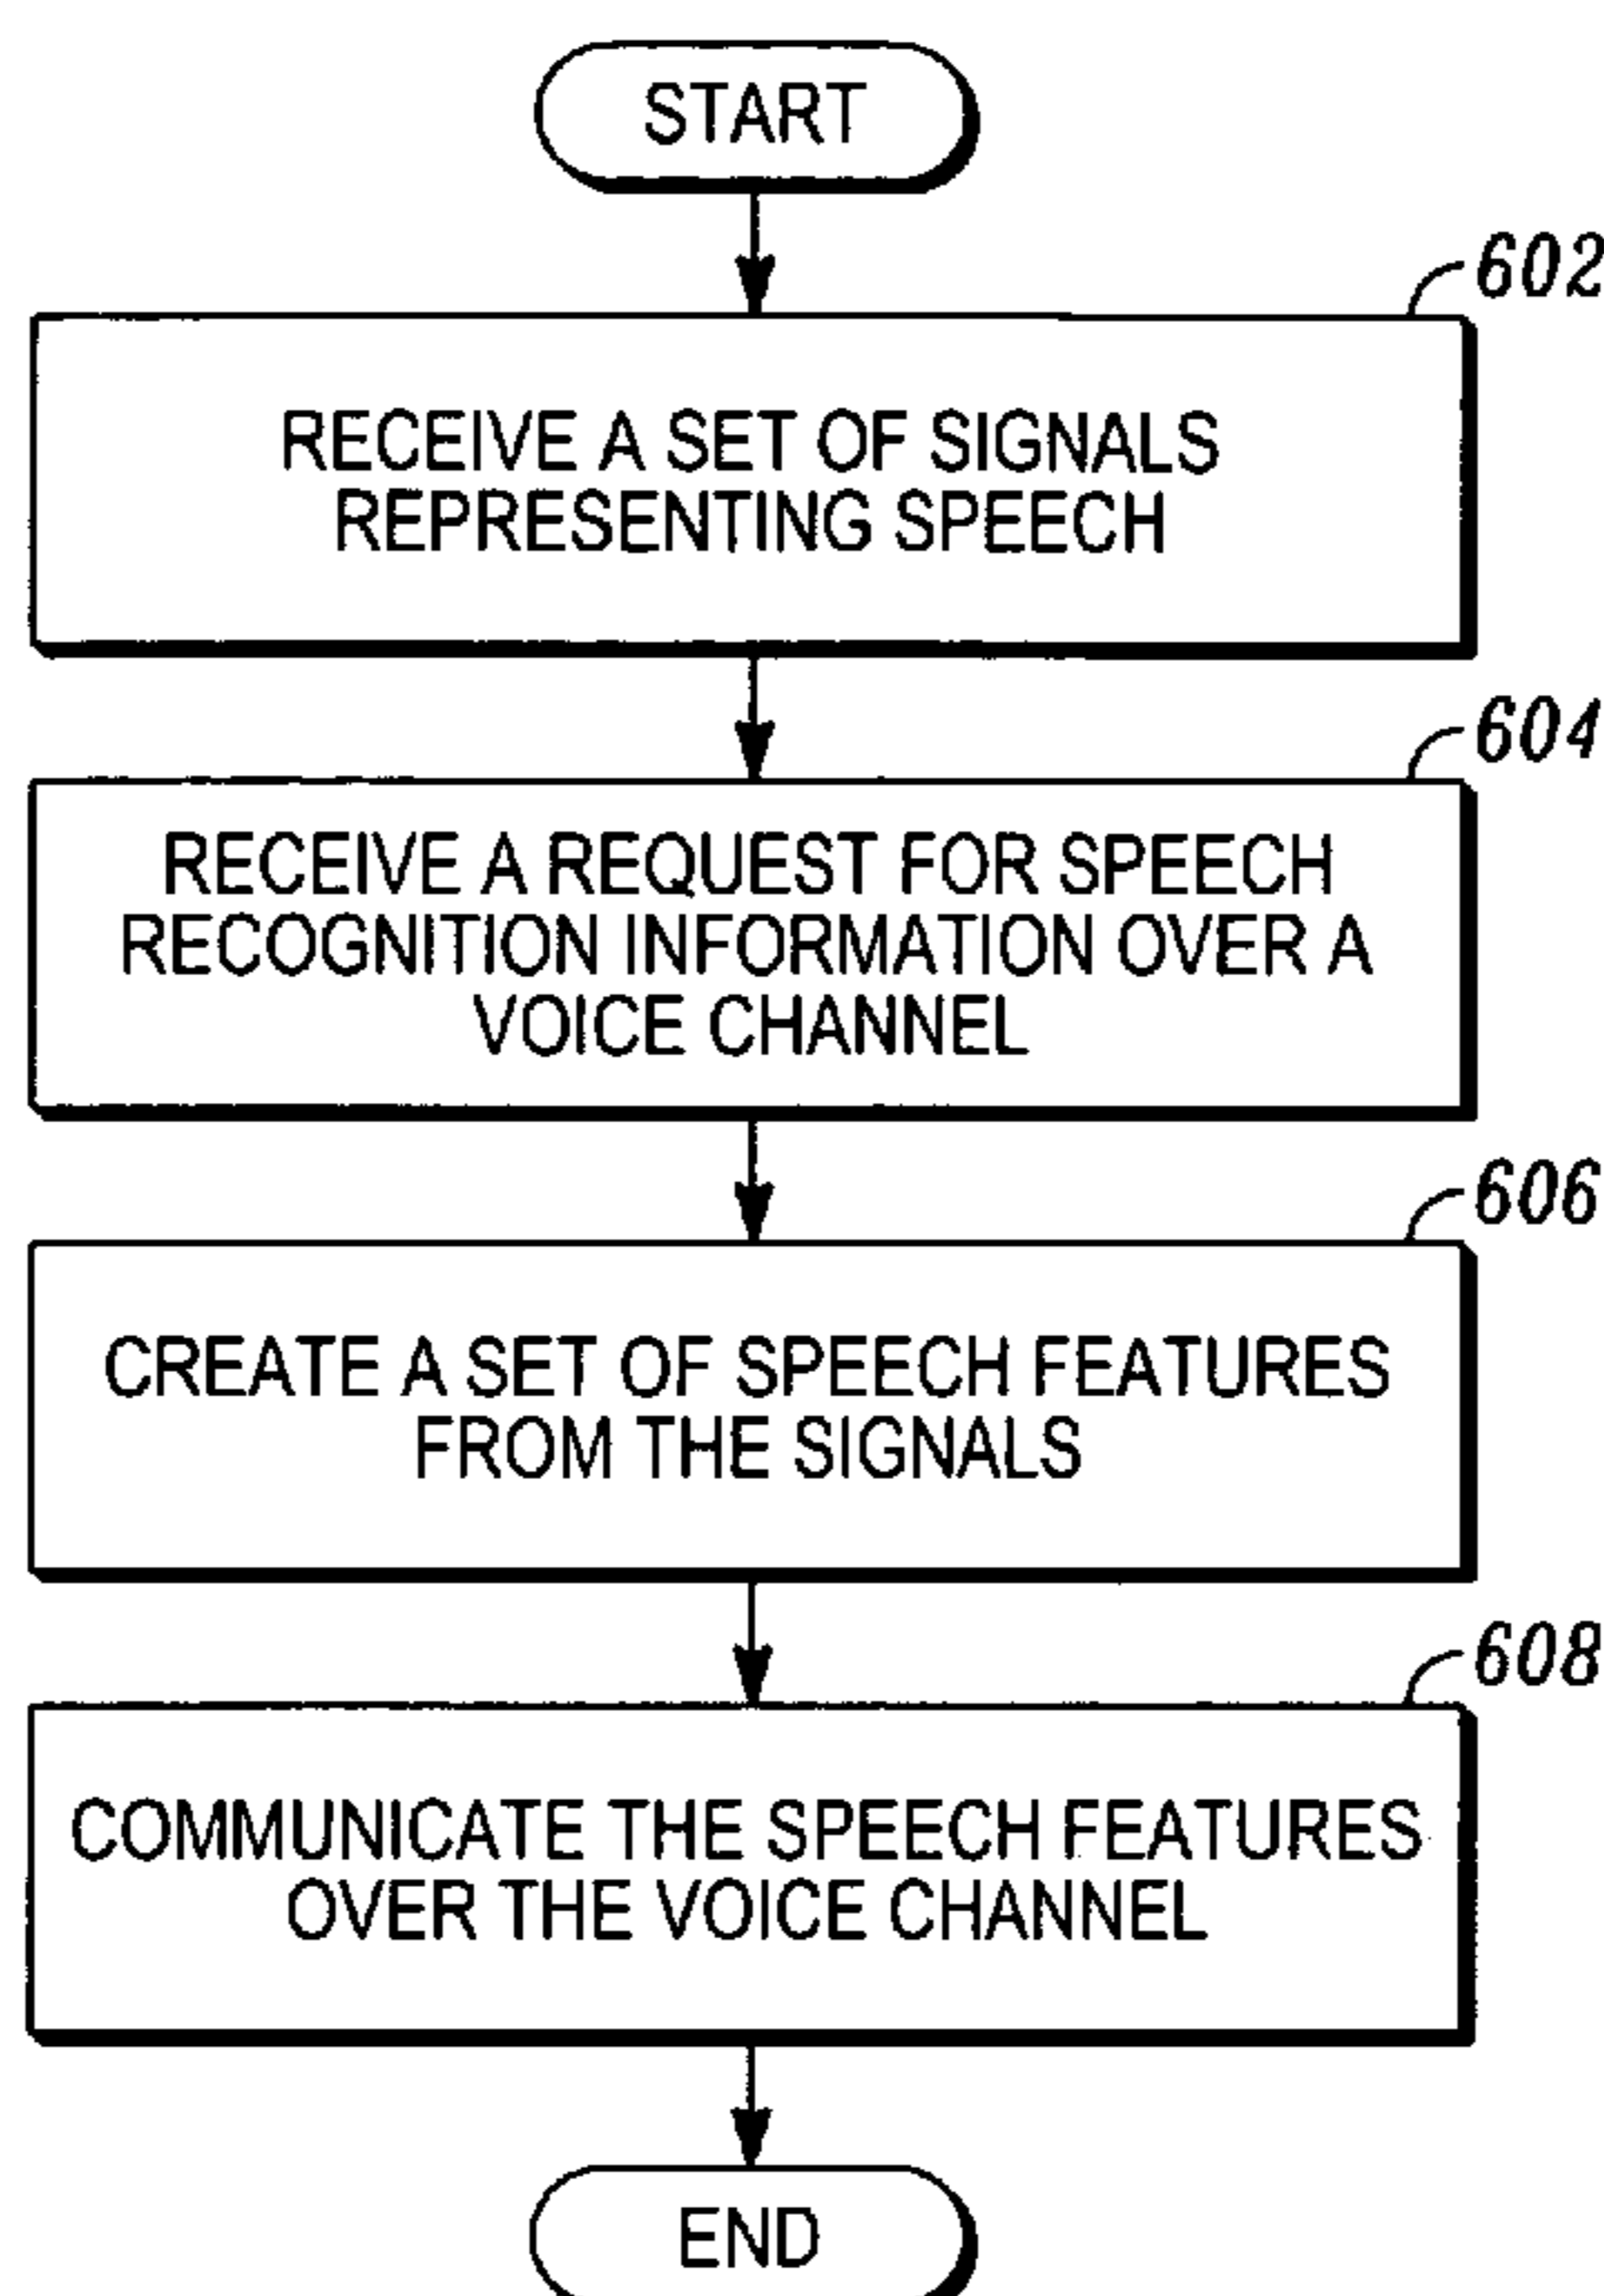 START
602
RECEIVE A SET OF SIGNALS
REPRESENTING SPEECH
604
RECEIVE A REQUEST FOR SPEECH
RECOGNITION INFORMATION OVER A
VOICE CHANNEL
606
CREATE A SET OF SPEECH FEATURES
FROM THE SIGNALS
608
COMMUNICATE THE SPEECH FEATURES
OVER THE VOICE CHANNEL
END